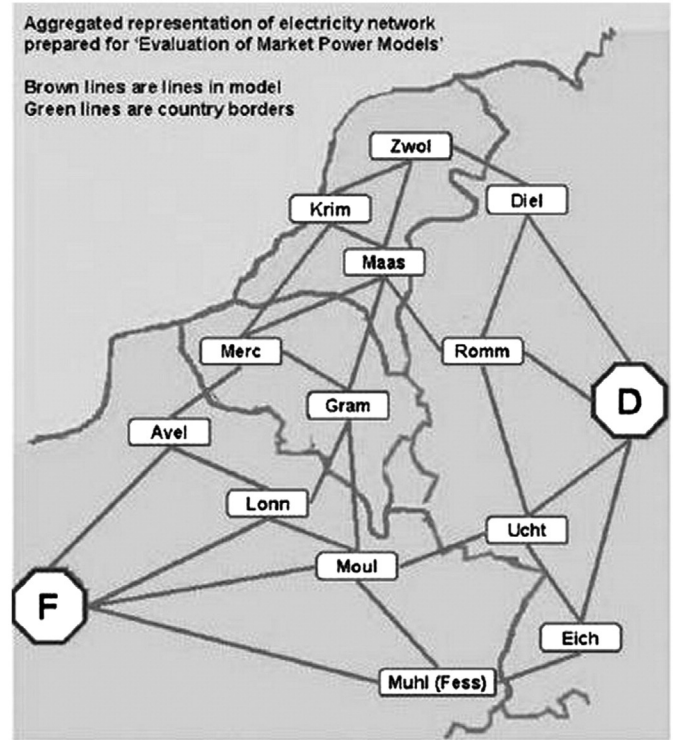 Aggregated representation of electricity network
prepared for 'Evaluation of Market Power Models'
Brown lines are lines in model
Green lines are country borders
Zwol
Diel
Krim
Maas
Merc
Romm
Gram
D
Avel
Lonn
Ucht
Moul
F
Eich
Muhl (Fess)